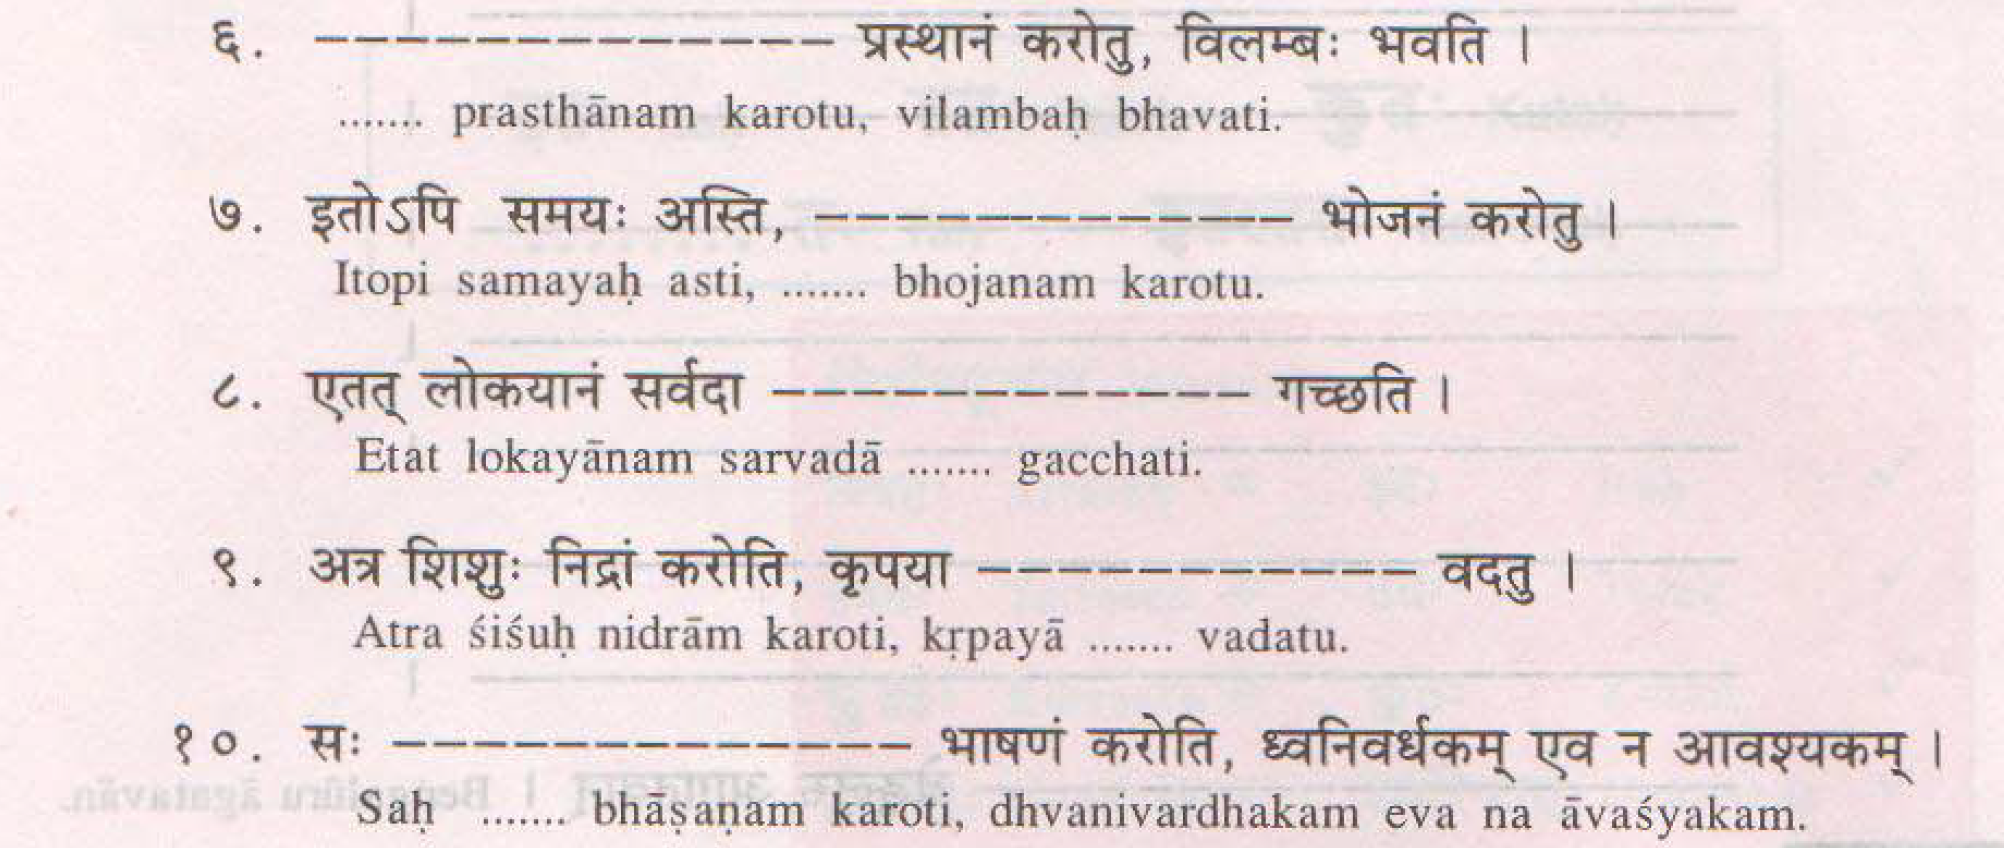 ६. ------------- प्रस्थानं करोतु, विलम्बः भवति ।
....... prasthānam karotu, vilambaḥ bhavati.
७. इतोऽपि समयः अस्ति, ------------ भोजनं करोतु ।
Itopi samayaḥ asti, ....... bhojanam karotu.
८. एतत् लोकयानं सर्वदा ------------ गच्छति ।
Etat lokayānam sarvadā ....... gacchati.
९. अत्र शिशुः निद्रां करोति, कृपया ----------- वदतु ।
Atra śiśuḥ nidrām karoti, kṛpayā ....... vadatu.
१०. सः ------------- भाषणं करोति, ध्वनिवर्धकम् एव न आवश्यकम् ।
Saḥ ....... bhāṣaṇam karoti, dhvanivardhakam eva na āvaśyakam.